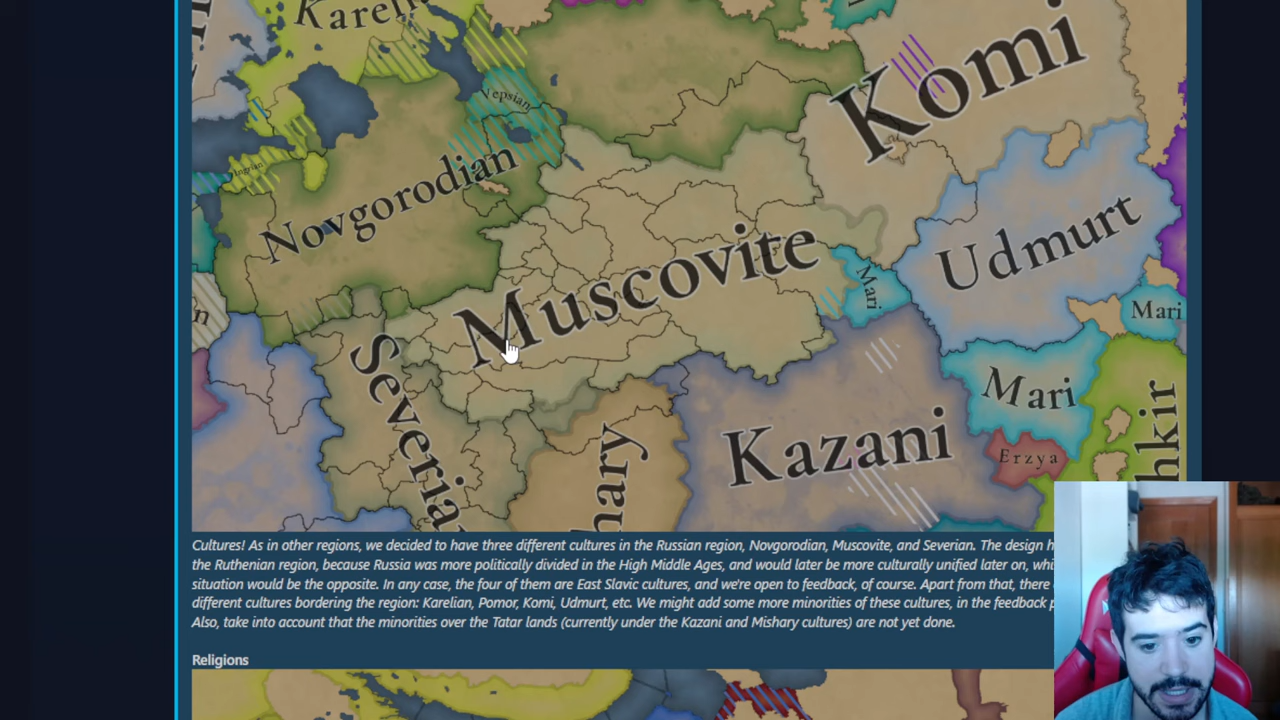 Komi
Vepsian
Novgorodian
Udmurt
Muscovite
Mari
Mari
Severian
Mari
Kazani
Erzya
Cultures! As in other regions, we decided to have three different cultures in the Russian region, Novgorodian, Muscovite, and Severian. The design
the Ruthenian region, because Russia was more politically divided in the High Middle Ages, and would later be more culturally unified later on,
situation would be the opposite. In any case, the four of them are East Slavic cultures, and we're open to feedback, of course. Apart from that, there
different cultures bordering the region: Karelian, Pomor, Komi, Udmurt, etc. We might add some more minorities of these cultures, in the feedback
Also, take into account that the minorities over the Tatar lands (currently under the Kazani and Mishary cultures) are not yet done.
Religions